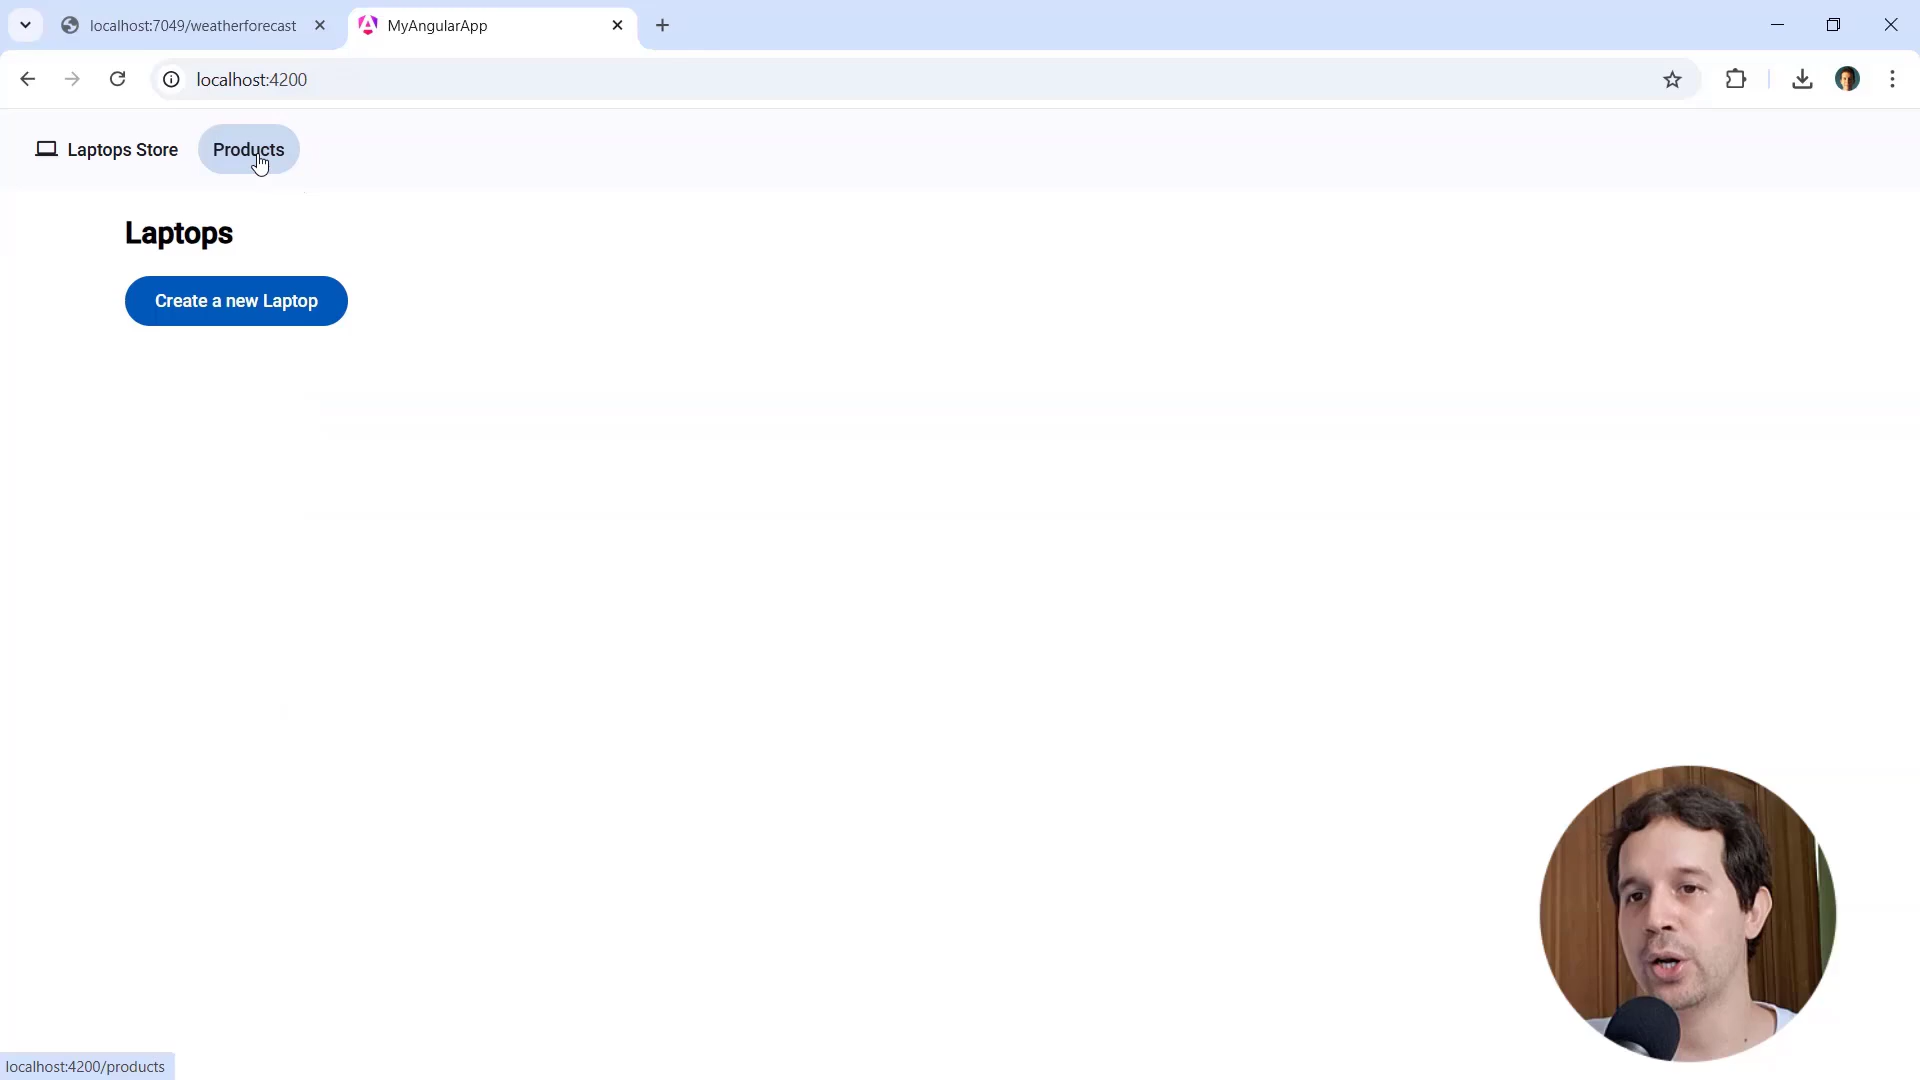 localhost:7049/weatherforecast
MyAngularApp
localhost:4200
Laptops Store
Products
Laptops
Create a new Laptop
localhost:4200/products